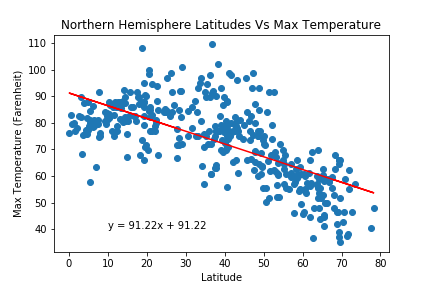 Northern Hemisphere Latitudes Vs Max Temperature
Max Temperature (Farenheit)
110
100
90
80
70
60
50
40
y = 91.22x + 91.22
0 10 20 30 40 50 60 70 80
Latitude